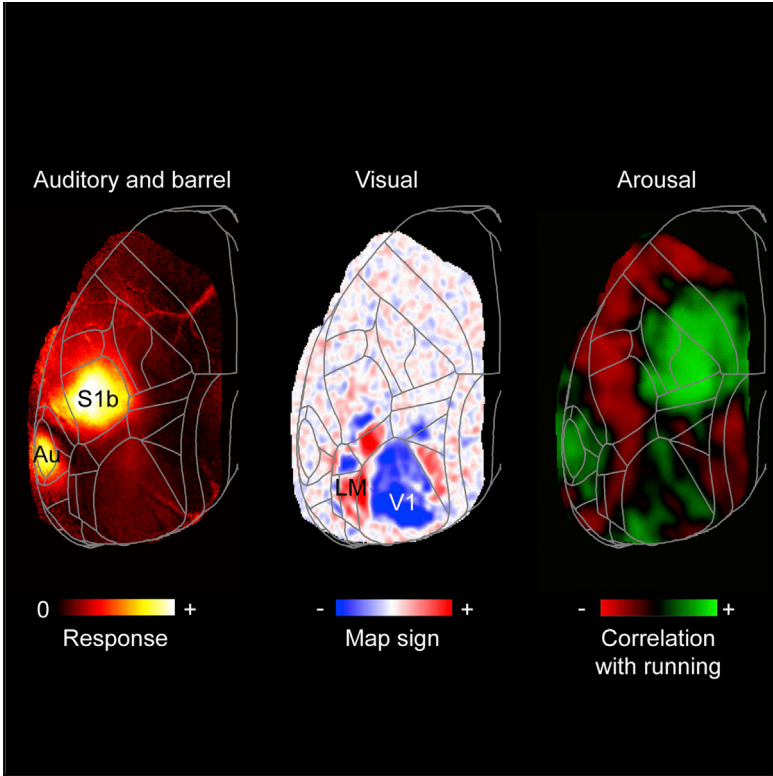 Auditory and barrel
Visual
Arousal
S1b
Au
LM
V1
0 +
Response
- +
Map sign
- +
Correlation
with running